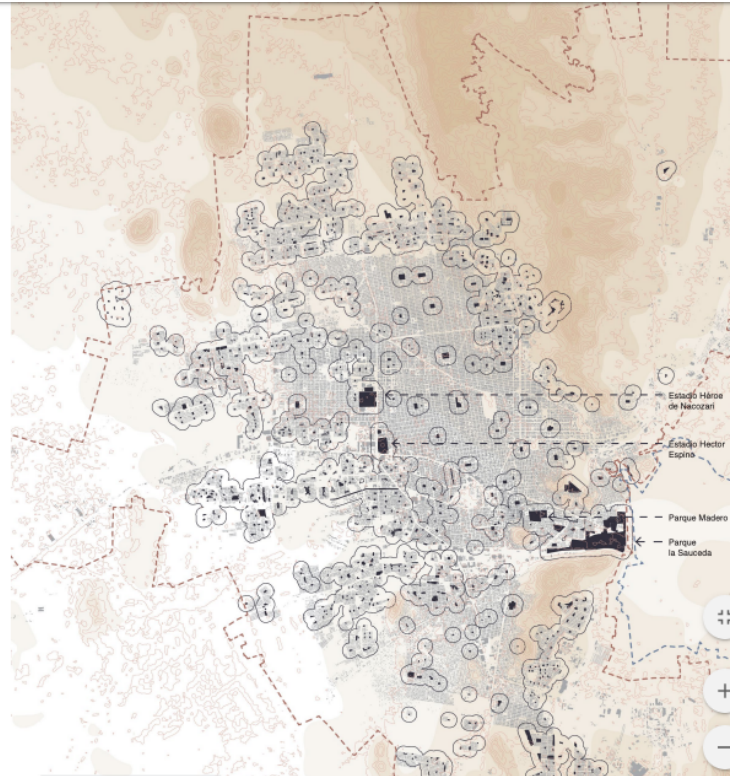 Estadio Héroe
de Nacozari
Estadio Hector
Espino
Parque Madero
Parque
la Sauceda